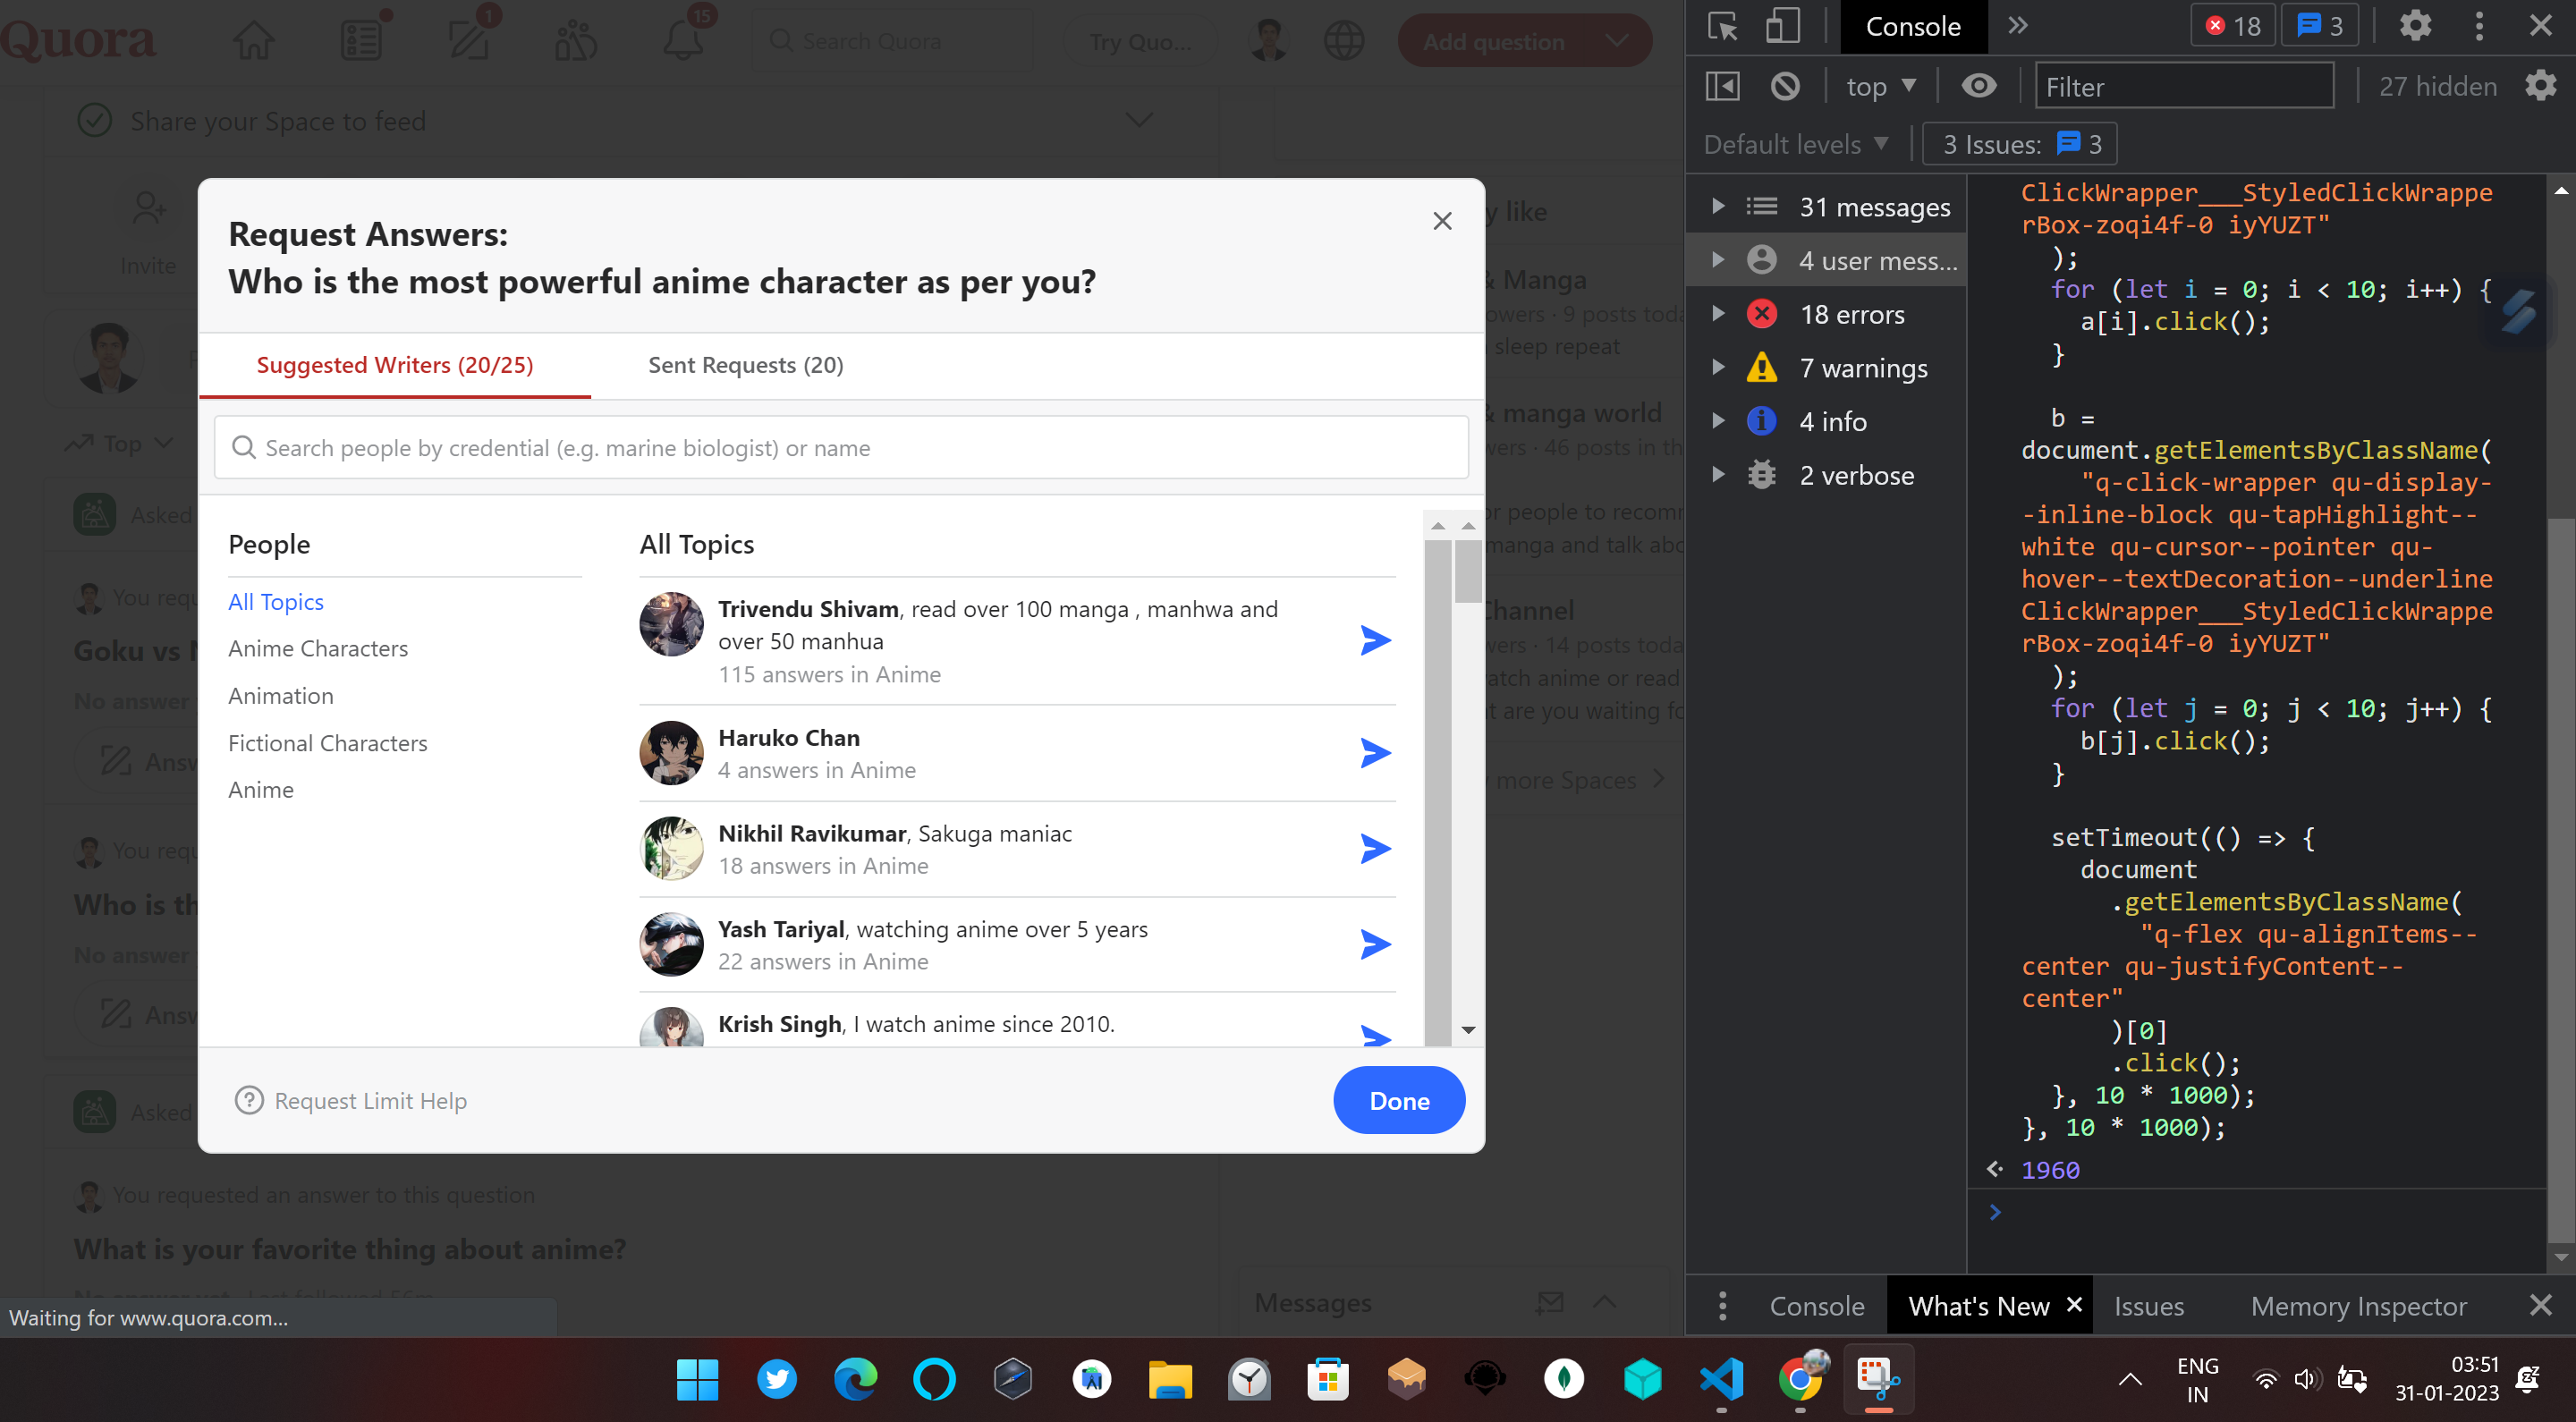 Quora
1
15
Search Quora
Try Quo...
Add question
Share your Space to feed
Invite
Top
Asked
You requ
Goku vs
No answer
Answ
You requ
Who is th
No answer
Answ
Asked
You requested an answer to this question
What is your favorite thing about anime?
y like
& Manga
owers · 9 posts toda
sleep repeat
& manga world
wers · 46 posts in th
or people to recomm
manga and talk abo
Channel
wers · 14 posts toda
atch anime or read
t are you waiting fo
more Spaces
Messages
Request Answers:
Who is the most powerful anime character as per you?
Suggested Writers (20/25)
Sent Requests (20)
Search people by credential (e.g. marine biologist) or name
People
All Topics
Anime Characters
Animation
Fictional Characters
Anime
All Topics
Trivendu Shivam, read over 100 manga , manhwa and
over 50 manhua
115 answers in Anime
Haruko Chan
4 answers in Anime
Nikhil Ravikumar, Sakuga maniac
18 answers in Anime
Yash Tariyal, watching anime over 5 years
22 answers in Anime
Krish Singh, I watch anime since 2010.
Request Limit Help
Done
Waiting for www.quora.com...
Console
18
3
top
Filter
27 hidden
Default levels
3 Issues:
3
31 messages
4 user mess...
18 errors
7 warnings
4 info
2 verbose
ClickWrapper___StyledClickWrappe
rBox-zoqi4f-0 iyYUZT"
);
for (let i = 0; i < 10; i++) {
a[i].click();
}
b =
document.getElementsByClassName(
"q-click-wrapper qu-display-
-inline-block qu-tapHighlight--
white qu-cursor--pointer qu-
hover--textDecoration--underline
ClickWrapper___StyledClickWrappe
rBox-zoqi4f-0 iyYUZT"
);
for (let j = 0; j < 10; j++) {
b[j].click();
}
setTimeout(() => {
document
.getElementsByClassName(
"q-flex qu-alignItems--
center qu-justifyContent--
center"
)[0]
.click();
}, 10 * 1000);
}, 10 * 1000);
1960
Console
What's New
Issues
Memory Inspector
ENG
IN
03:51
31-01-2023